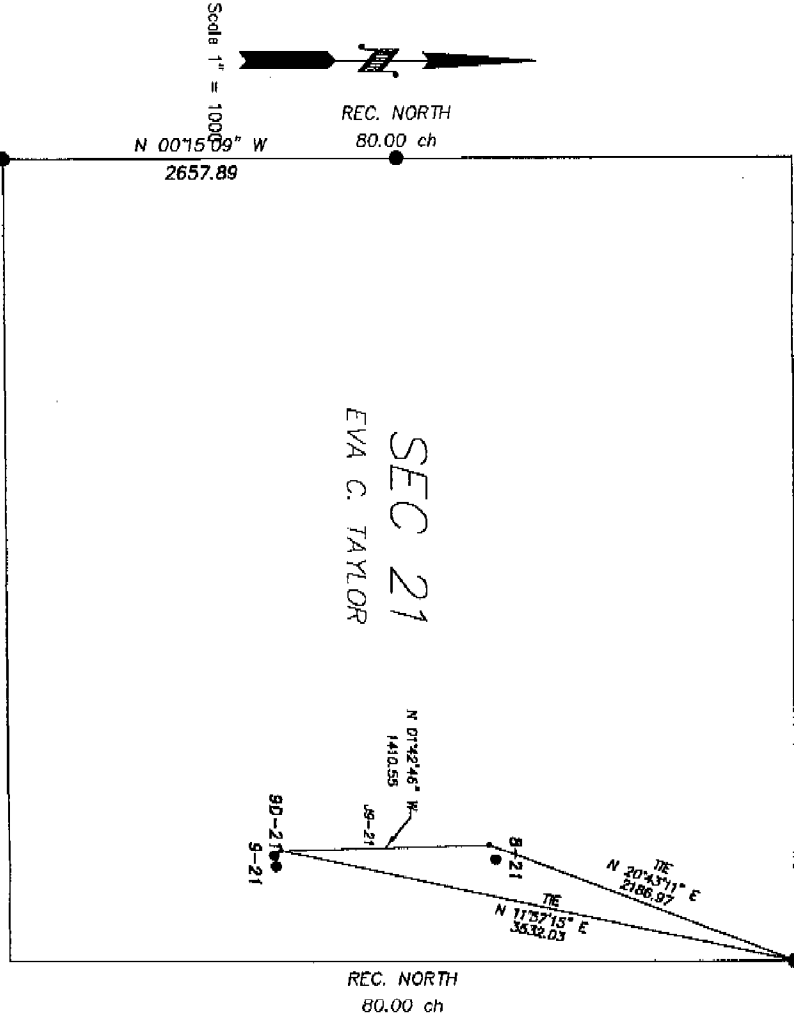 Scale 1" = 1000'
REC. NORTH
80.00 ch
N 00°15'09" W
2657.89
SEC 21
EVA C. TAYLOR
N 01°42'46" W
1410.55
J9-21
8-21
9D-21
9-21
TIE
N 20°43'11" E
2186.97
TIE
N 11°57'15" E
3532.03
REC. NORTH
80.00 ch